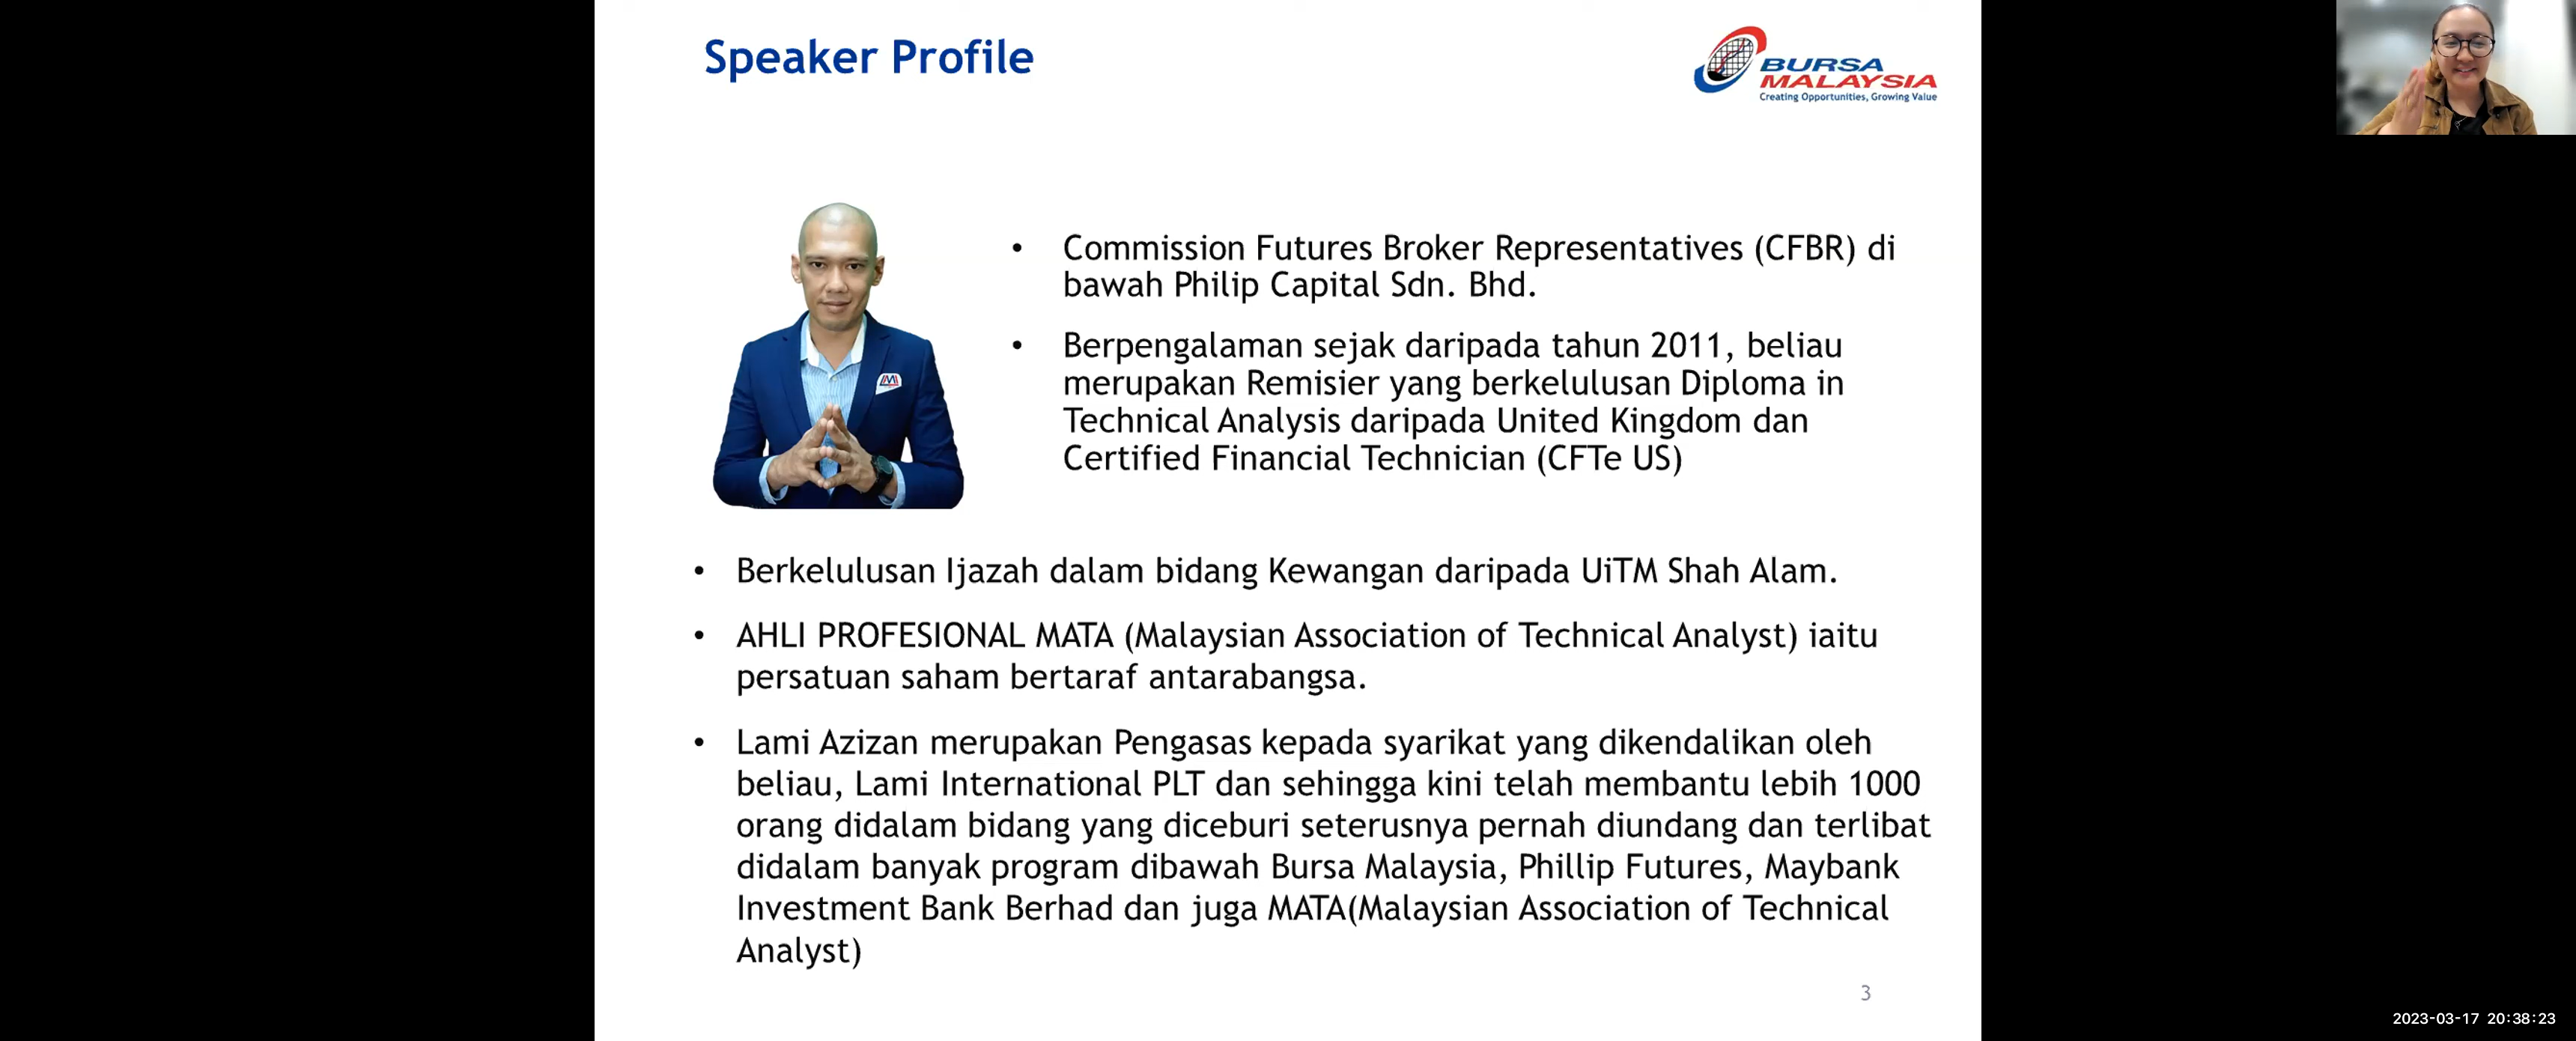 Speaker Profile
BURSA
MALAYSIA
Creating Opportunities, Growing Value
• Commission Futures Broker Representatives (CFBR) di
bawah Philip Capital Sdn. Bhd.
• Berpengalaman sejak daripada tahun 2011, beliau
merupakan Remisier yang berkelulusan Diploma in
Technical Analysis daripada United Kingdom dan
Certified Financial Technician (CFTe US)
• Berkelulusan Ijazah dalam bidang Kewangan daripada UiTM Shah Alam.
• AHLI PROFESIONAL MATA (Malaysian Association of Technical Analyst) iaitu
persatuan saham bertaraf antarabangsa.
• Lami Azizan merupakan Pengasas kepada syarikat yang dikendalikan oleh
beliau, Lami International PLT dan sehingga kini telah membantu lebih 1000
orang didalam bidang yang diceburi seterusnya pernah diundang dan terlibat
didalam banyak program dibawah Bursa Malaysia, Phillip Futures, Maybank
Investment Bank Berhad dan juga MATA(Malaysian Association of Technical
Analyst)
3
2023-03-17 20:38:23